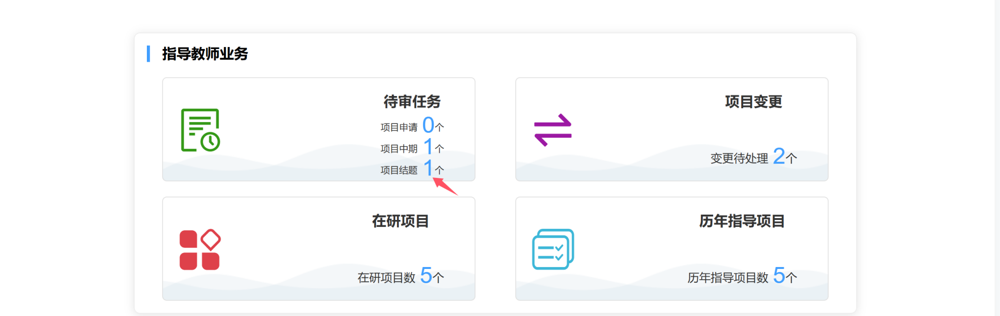 指导教师业务
待审任务
项目申请 0个
项目中期 1个
项目结题 1个
项目变更
变更待处理 2个
在研项目
在研项目数 5个
历年指导项目
历年指导项目数 5个